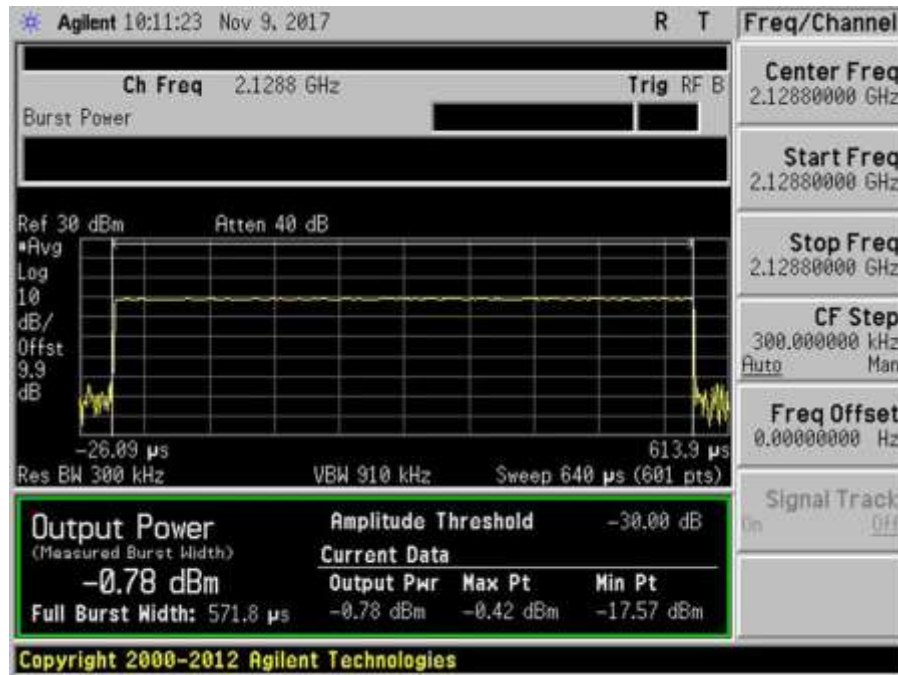 Agilent 10:11:23 Nov 9, 2017 R T
Freq/Channel
Ch Freq 2.1288 GHz Trig RF B
Burst Power
Center Freq
2.12880000 GHz
Start Freq
2.12880000 GHz
Stop Freq
2.12880000 GHz
CF Step
300.000000 kHz
Auto Man
Freq Offset
0.00000000 Hz
Signal Track
On Off
Ref 30 dBm Atten 40 dB
*Avg
Log
10
dB/
Offst
9.9
dB
-26.09 µs 613.9 µs
Res BW 300 kHz VBW 910 kHz Sweep 640 µs (601 pts)
Output Power
(Measured Burst Width)
-0.78 dBm
Full Burst Width: 571.8 µs
Amplitude Threshold -30.00 dB
Current Data
Output Pwr Max Pt Min Pt
-0.78 dBm -0.42 dBm -17.57 dBm
Copyright 2000-2012 Agilent Technologies